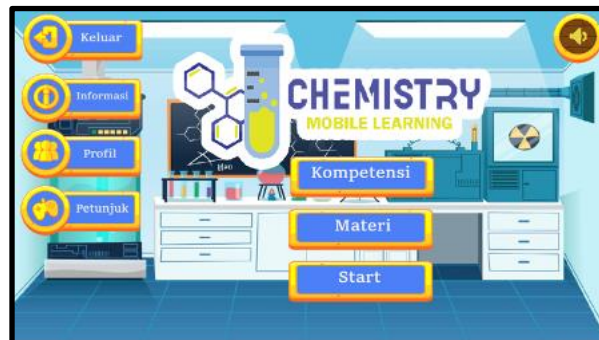 Keluar
Informasi
Profil
Petunjuk
CHEMISTRY
MOBILE LEARNING
Kompetensi
Materi
Start